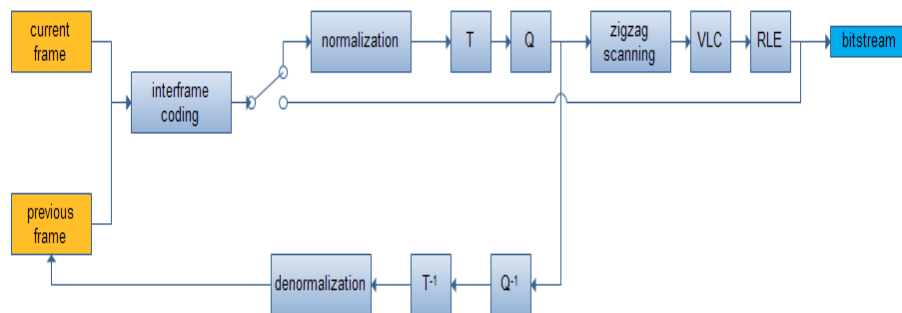 current
frame
interframe
coding
normalization
T
Q
zigzag
scanning
VLC
RLE
bitstream
previous
frame
denormalization
T-1
Q-1